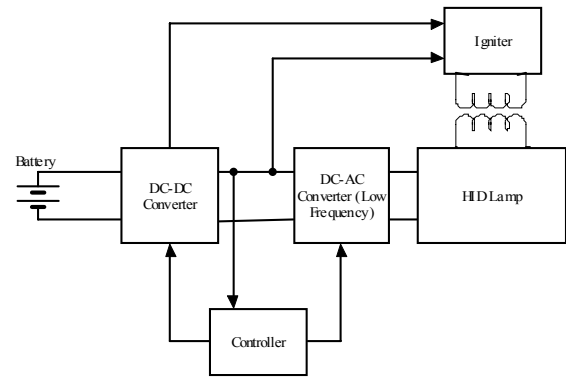 Igniter
Battery
DC-DC
Converter
DC-AC
Converter (Low
Frequency)
HID Lamp
Controller